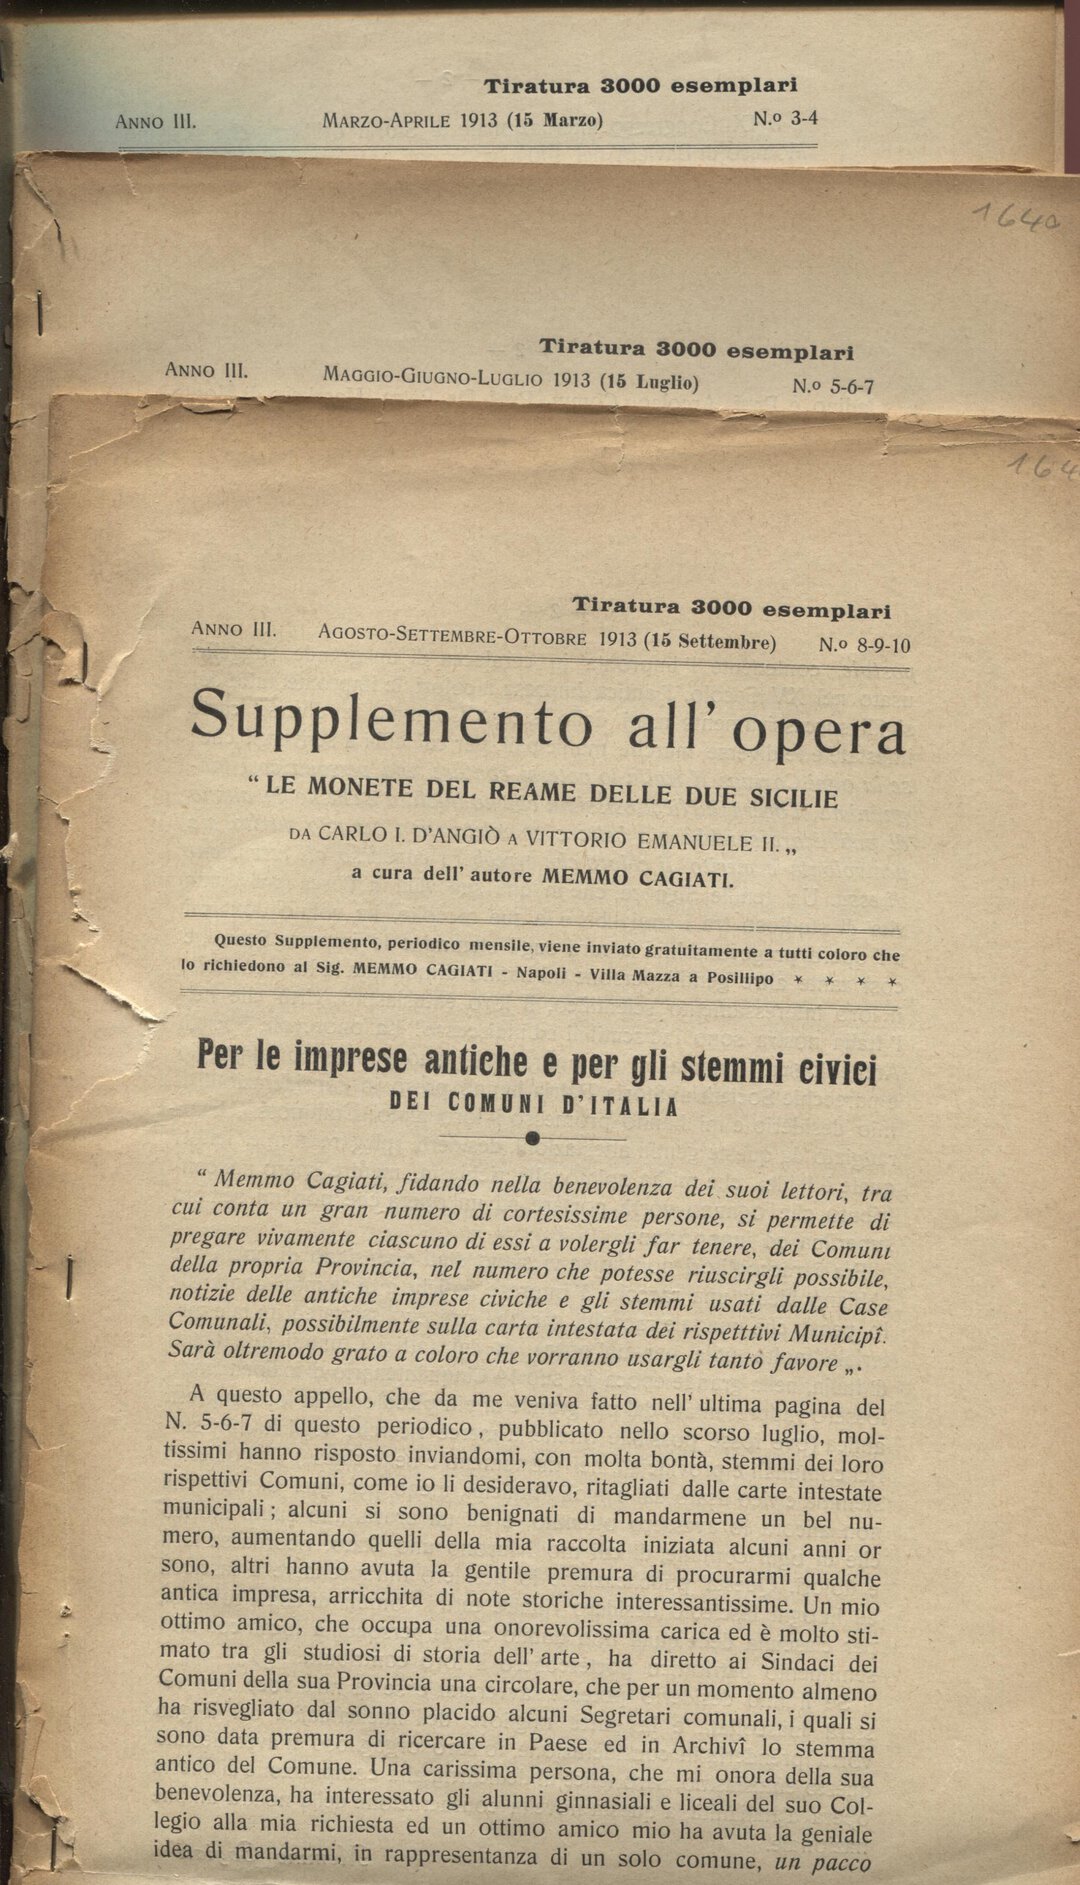 Tiratura 3000 esemplari
ANNO III. MARZO-APRILE 1913 (15 Marzo) N.o 3-4
1640
Tiratura 3000 esemplari
ANNO III. MAGGIO-GIUGNO-LUGLIO 1913 (15 Luglio) N.o 5-6-7
164
Tiratura 3000 esemplari
ANNO III. AGOSTO-SETTEMBRE-OTTOBRE 1913 (15 Settembre) N.o 8-9-10
Supplemento all' opera
“ LE MONETE DEL REAME DELLE DUE SICILIE
DA CARLO I. D'ANGIÒ A VITTORIO EMANUELE II. „
a cura dell' autore MEMMO CAGIATI.
Questo Supplemento, periodico mensile, viene inviato gratuitamente a tutti coloro che
lo richiedono al Sig. MEMMO CAGIATI - Napoli - Villa Mazza a Posillipo * * * *
Per le imprese antiche e per gli stemmi civici
DEI COMUNI D'ITALIA
“ Memmo Cagiati, fidando nella benevolenza dei suoi lettori, tra
cui conta un gran numero di cortesissime persone, si permette di
pregare vivamente ciascuno di essi a volergli far tenere, dei Comuni
della propria Provincia, nel numero che potesse riuscirgli possibile,
notizie delle antiche imprese civiche e gli stemmi usati dalle Case
Comunali, possibilmente sulla carta intestata dei rispetttivi Municipî.
Sarà oltremodo grato a coloro che vorranno usargli tanto favore „.
A questo appello, che da me veniva fatto nell' ultima pagina del
N. 5-6-7 di questo periodico, pubblicato nello scorso luglio, mol-
tissimi hanno risposto inviandomi, con molta bontà, stemmi dei loro
rispettivi Comuni, come io li desideravo, ritagliati dalle carte intestate
municipali ; alcuni si sono benignati di mandarmene un bel nu-
mero, aumentando quelli della mia raccolta iniziata alcuni anni or
sono, altri hanno avuta la gentile premura di procurarmi qualche
antica impresa, arricchita di note storiche interessantissime. Un mio
ottimo amico, che occupa una onorevolissima carica ed è molto sti-
mato tra gli studiosi di storia dell' arte, ha diretto ai Sindaci dei
Comuni della sua Provincia una circolare, che per un momento almeno
ha risvegliato dal sonno placido alcuni Segretari comunali, i quali si
sono data premura di ricercare in Paese ed in Archivî lo stemma
antico del Comune. Una carissima persona, che mi onora della sua
benevolenza, ha interessato gli alunni ginnasiali e liceali del suo Col-
legio alla mia richiesta ed un ottimo amico mio ha avuta la geniale
idea di mandarmi, in rappresentanza di un solo comune, un pacco